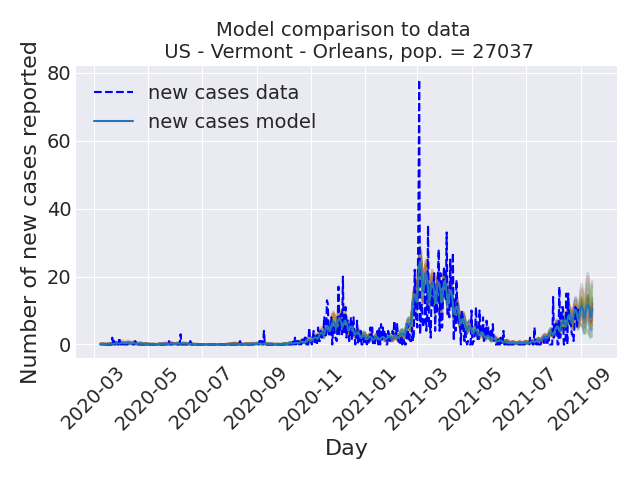 Model comparison to data
US - Vermont - Orleans, pop. = 27037
Number of new cases reported
80
60
40
20
0
new cases data
new cases model
2020-03
2020-05
2020-07
2020-09
2020-11
2021-01
2021-03
2021-05
2021-07
2021-09
Day